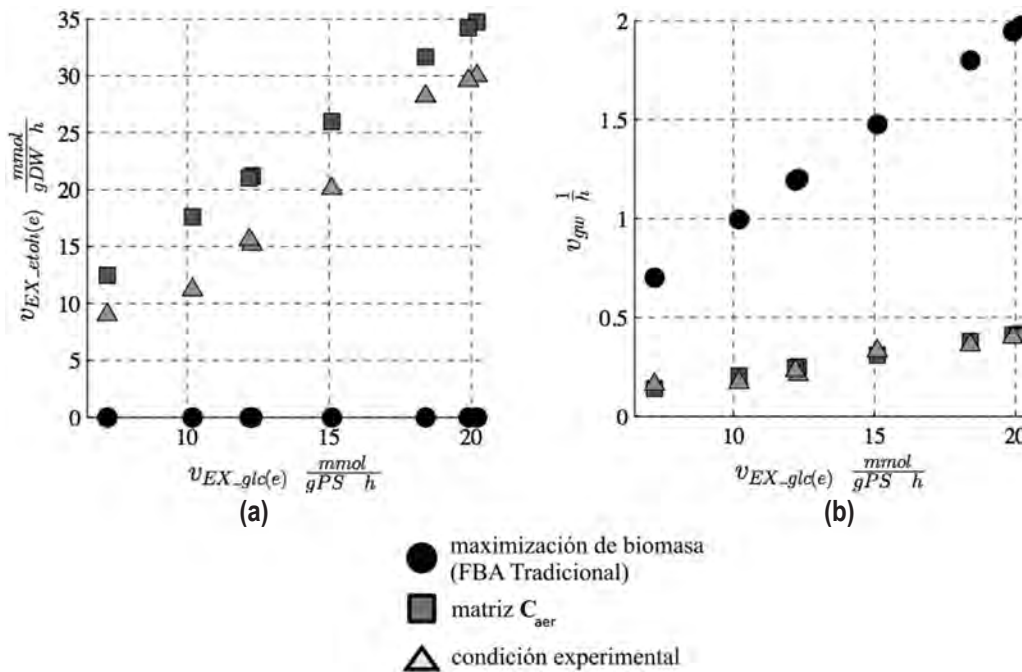 35
30
25
20
15
10
5
0
v_EX_etoh(e) mmol/gDW h
10 15 20
v_EX_glc(e) mmol/gPS h
(a)
2
1.5
1
0.5
0
v_gw 1/h
10 15 20
v_EX_glc(e) mmol/gPS h
(b)
maximización de biomasa
(FBA Tradicional)
matriz C_aer
condición experimental